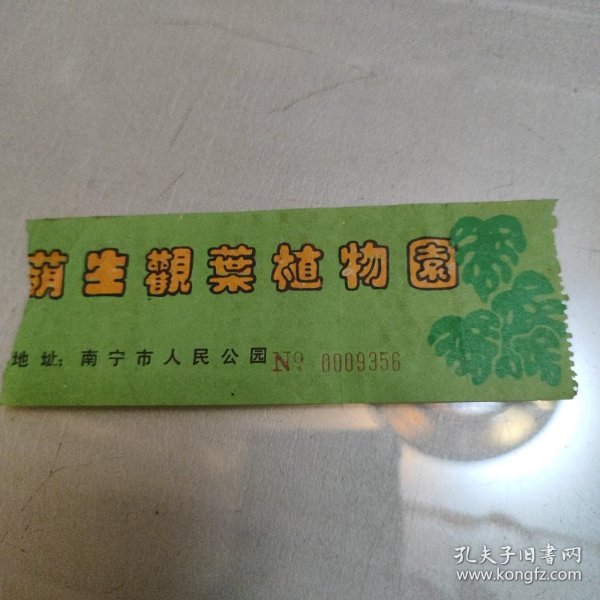 荫生觀葉植物園
地址：南宁市人民公园 № 0009356
孔夫子旧书网
www.kongfz.com